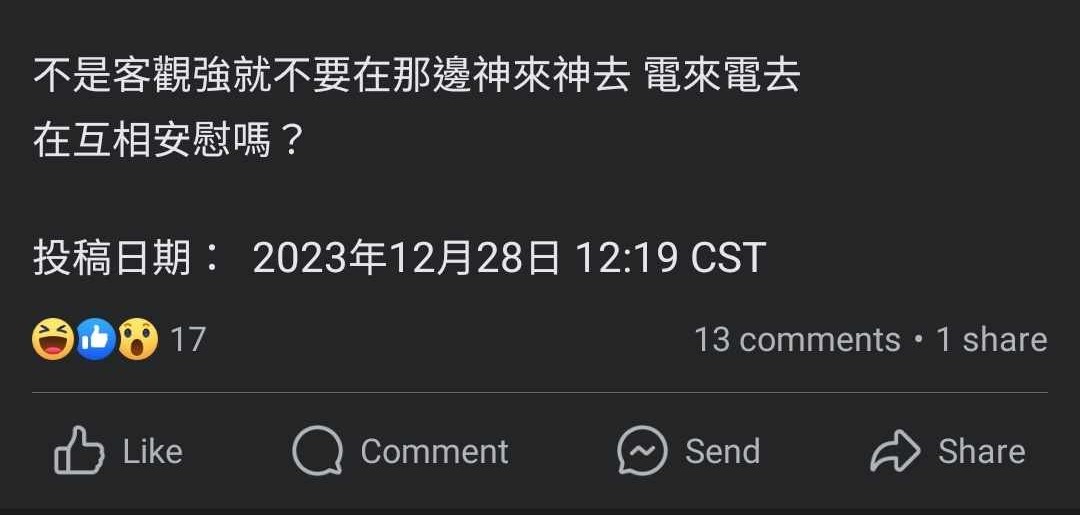 不是客觀強就不要在那邊神來神去 電來電去
在互相安慰嗎？
投稿日期： 2023年12月28日 12:19 CST
17 13 comments • 1 share
Like Comment Send Share